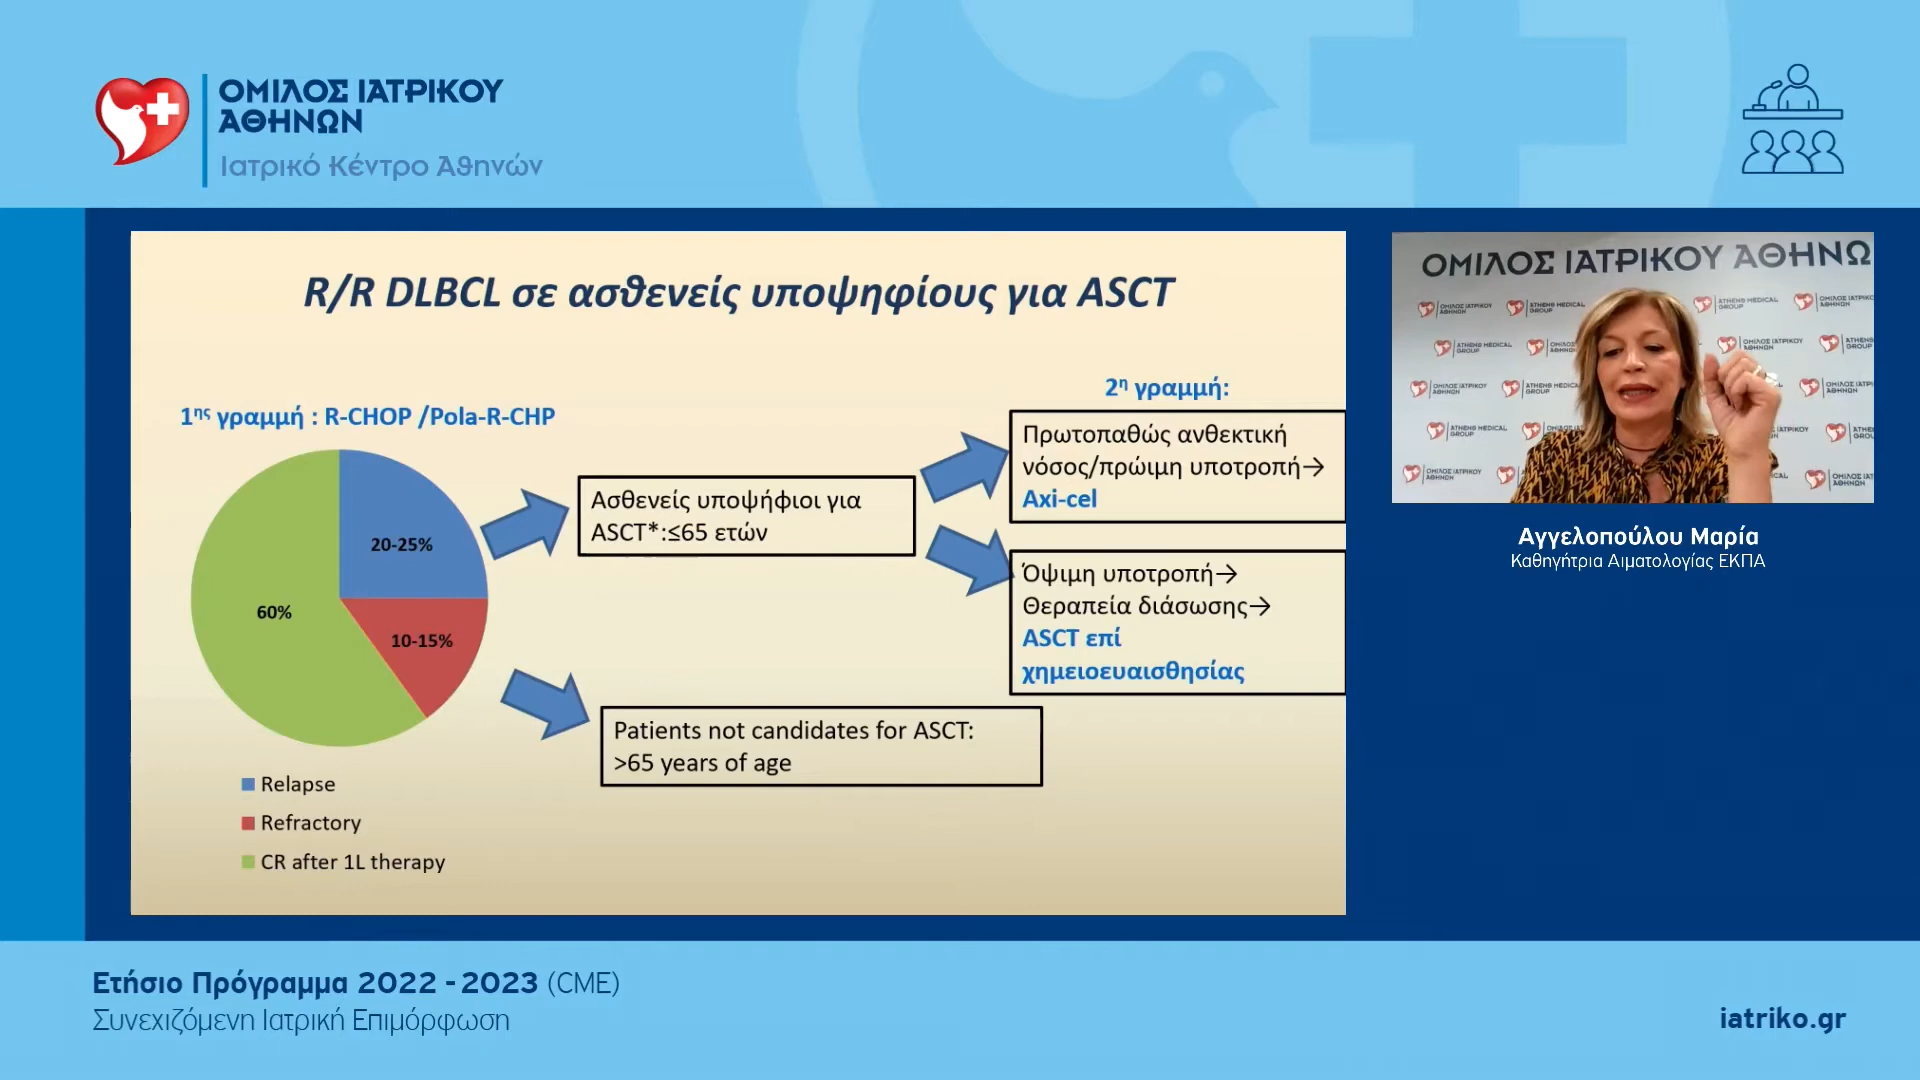 ΟΜΙΛΟΣ ΙΑΤΡΙΚΟΥ
ΑΘΗΝΩΝ
Ιατρικό Κέντρο Αθηνών
R/R DLBCL σε ασθενείς υποψηφίους για ASCT
1ης γραμμή : R-CHOP /Pola-R-CHP
20-25%
60%
10-15%
Relapse
Refractory
CR after 1L therapy
Ασθενείς υποψήφιοι για
ASCT*:≤65 ετών
Patients not candidates for ASCT:
>65 years of age
2η γραμμή:
Πρωτοπαθώς ανθεκτική
νόσος/πρώιμη υποτροπή→
Axi-cel
Όψιμη υποτροπή→
Θεραπεία διάσωσης→
ASCT επί
χημειοευαισθησίας
ΟΜΙΛΟΣ ΙΑΤΡΙΚΟΥ ΑΘΗΝΩ
Αγγελοπούλου Μαρία
Καθηγήτρια Αιματολογίας ΕΚΠΑ
Ετήσιο Πρόγραμμα 2022 - 2023 (CME)
Συνεχιζόμενη Ιατρική Επιμόρφωση
iatriko.gr